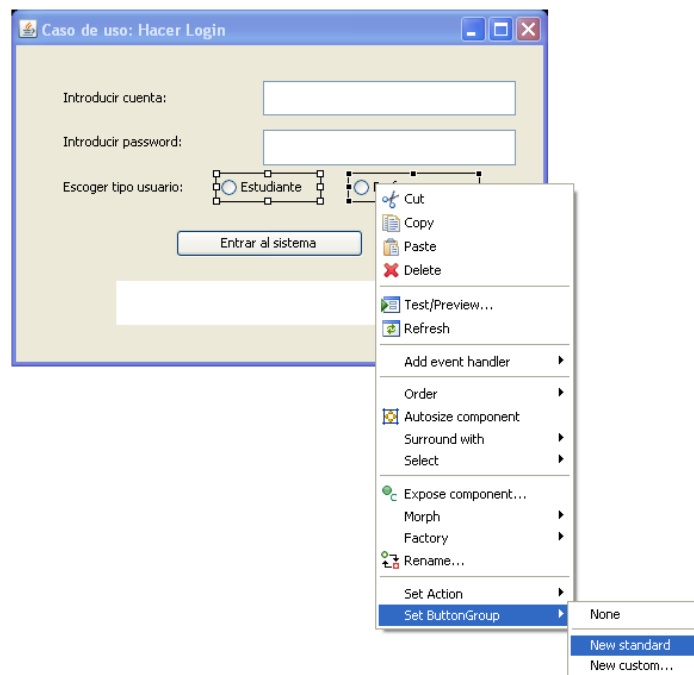 Caso de uso: Hacer Login
Introducir cuenta:
Introducir password:
Escoger tipo usuario:
Estudiante
Entrar al sistema
Cut
Copy
Paste
Delete
Test/Preview...
Refresh
Add event handler
Order
Autosize component
Surround with
Select
Expose component...
Morph
Factory
Rename...
Set Action
Set ButtonGroup
None
New standard
New custom...